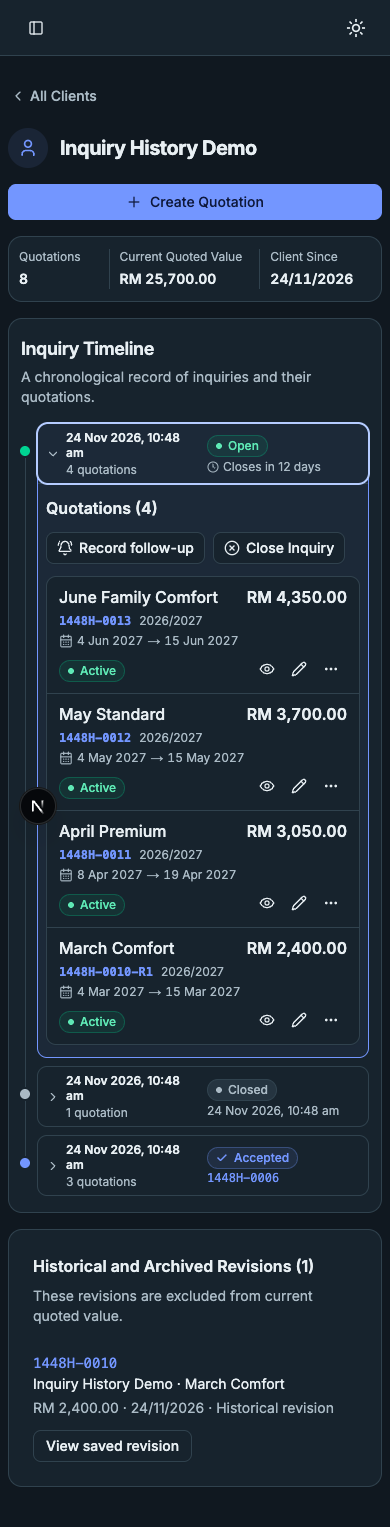 All Clients
Inquiry History Demo
Create Quotation
Quotations
8
Current Quoted Value
RM 25,700.00
Client Since
24/11/2026
Inquiry Timeline
A chronological record of inquiries and their
quotations.
24 Nov 2026, 10:48
am
4 quotations
Open
Closes in 12 days
Quotations (4)
Record follow-up
Close Inquiry
June Family Comfort RM 4,350.00
1448H-0013 2026/2027
4 Jun 2027 → 15 Jun 2027
Active
May Standard RM 3,700.00
1448H-0012 2026/2027
4 May 2027 → 15 May 2027
Active
N
April Premium RM 3,050.00
1448H-0011 2026/2027
8 Apr 2027 → 19 Apr 2027
Active
March Comfort RM 2,400.00
1448H-0010-R1 2026/2027
4 Mar 2027 → 15 Mar 2027
Active
24 Nov 2026, 10:48
am
1 quotation
Closed
24 Nov 2026, 10:48 am
24 Nov 2026, 10:48
am
3 quotations
Accepted
1448H-0006
Historical and Archived Revisions (1)
These revisions are excluded from current
quoted value.
1448H-0010
Inquiry History Demo · March Comfort
RM 2,400.00 · 24/11/2026 · Historical revision
View saved revision